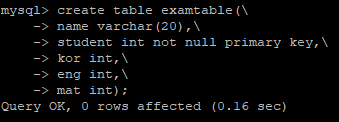 mysql> create table examtable(\
    -> name varchar(20),\
    -> student int not null primary key,\
    -> kor int,\
    -> eng int,\
    -> mat int);
Query OK, 0 rows affected (0.16 sec)